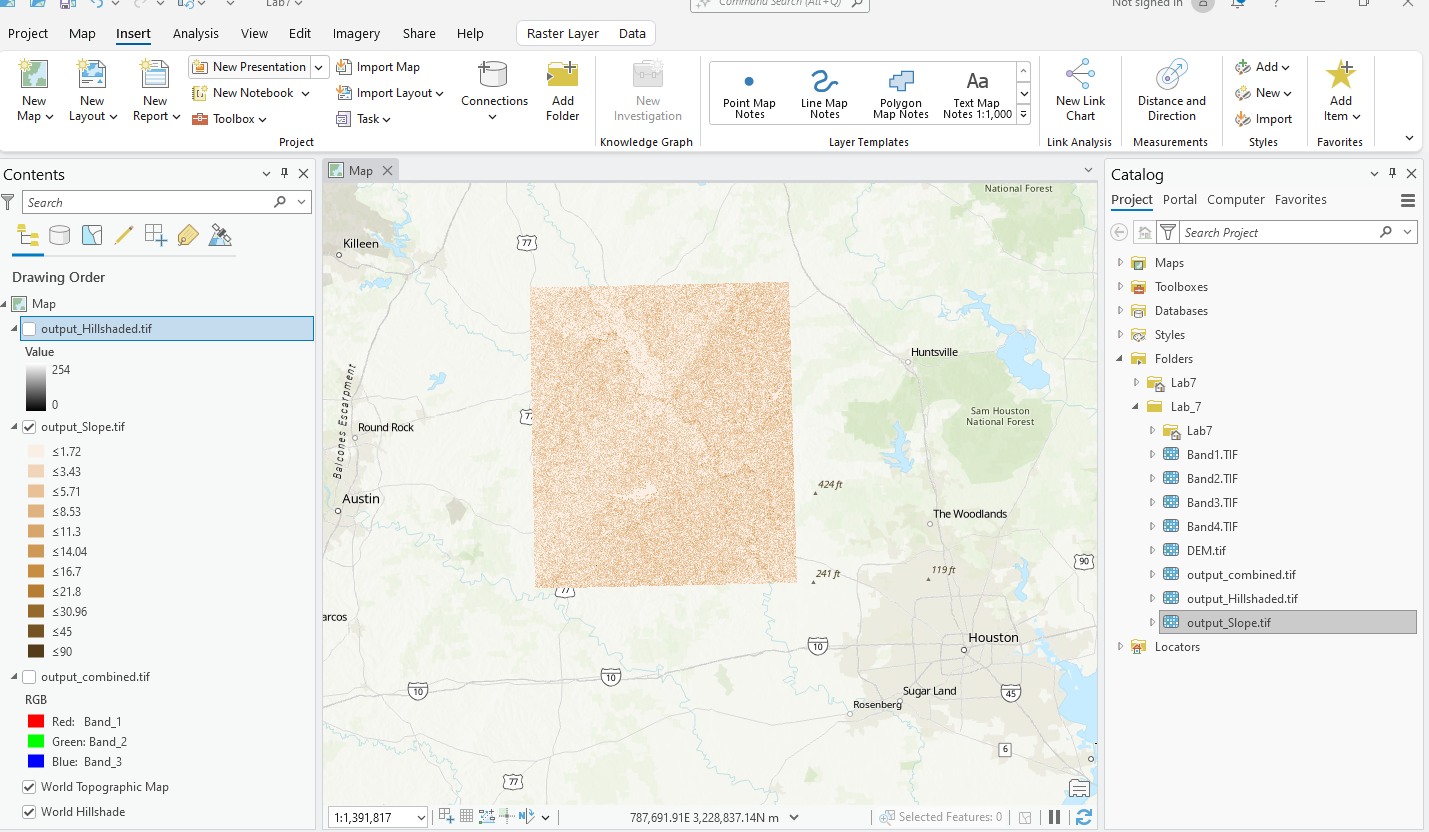 Lab7
Command Search (Alt+Q)
Not signed in
?
Project Map Insert Analysis View Edit Imagery Share Help Raster Layer Data
New Map
New Layout
New Report
New Presentation
New Notebook
Toolbox
Import Map
Import Layout
Task
Connections
Add Folder
Project
New Investigation
Knowledge Graph
Point Map Notes
Line Map Notes
Polygon Map Notes
Aa
Text Map Notes 1:1,000
Layer Templates
New Link Chart
Link Analysis
Distance and Direction
Measurements
Add
New
Import
Styles
Add Item
Favorites
Contents
Search
Drawing Order
Map
output_Hillshaded.tif
Value
254
0
output_Slope.tif
≤1.72
≤3.43
≤5.71
≤8.53
≤11.3
≤14.04
≤16.7
≤21.8
≤30.96
≤45
≤90
output_combined.tif
RGB
Red: Band_1
Green: Band_2
Blue: Band_3
World Topographic Map
World Hillshade
Map
National Forest
Killeen
77
Huntsville
Balcones Escarpment
77
Sam Houston National Forest
Round Rock
Austin
424 ft
The Woodlands
90
241 ft
119 ft
77
arcos
Houston
10
10
10
Sugar Land
45
Rosenberg
6
77
1:1,391,817
N
787,691.91E 3,228,837.14N m
Selected Features: 0
Catalog
Project Portal Computer Favorites
Search Project
Maps
Toolboxes
Databases
Styles
Folders
Lab7
Lab_7
Lab7
Band1.TIF
Band2.TIF
Band3.TIF
Band4.TIF
DEM.tif
output_combined.tif
output_Hillshaded.tif
output_Slope.tif
Locators